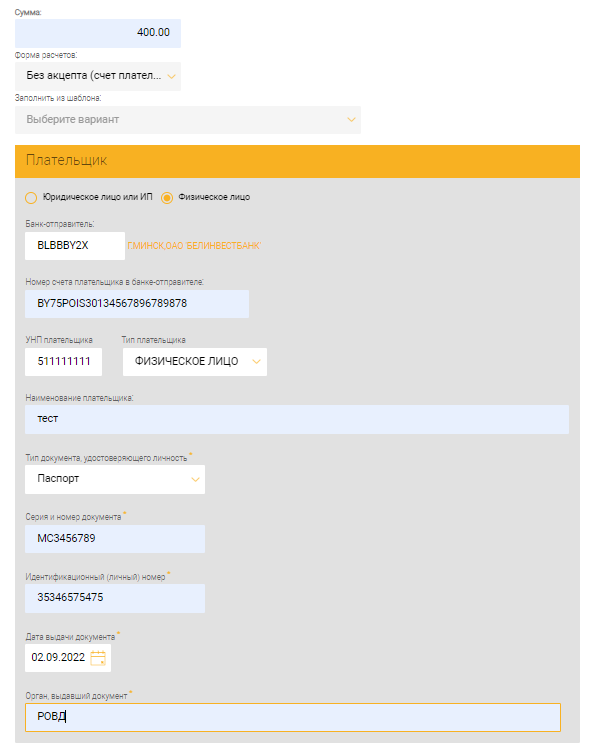 Сумма:
400.00
Форма расчетов:
Без акцепта (счет плател...
Заполнить из шаблона:
Выберите вариант
Плательщик
Юридическое лицо или ИП Физическое лицо
Банк-отправитель:
BLBBBY2X Г.МИНСК,ОАО 'БЕЛИНВЕСТБАНК'
Номер счета плательщика в банке-отправителе:
BY75POIS30134567896789878
УНП плательщика Тип плательщика
511111111 ФИЗИЧЕСКОЕ ЛИЦО
Наименование плательщика:
тест
Тип документа, удостоверяющего личность *
Паспорт
Серия и номер документа *
МС3456789
Идентификационный (личный) номер *
35346575475
Дата выдачи документа *
02.09.2022
Орган, выдавший документ *
РОВД